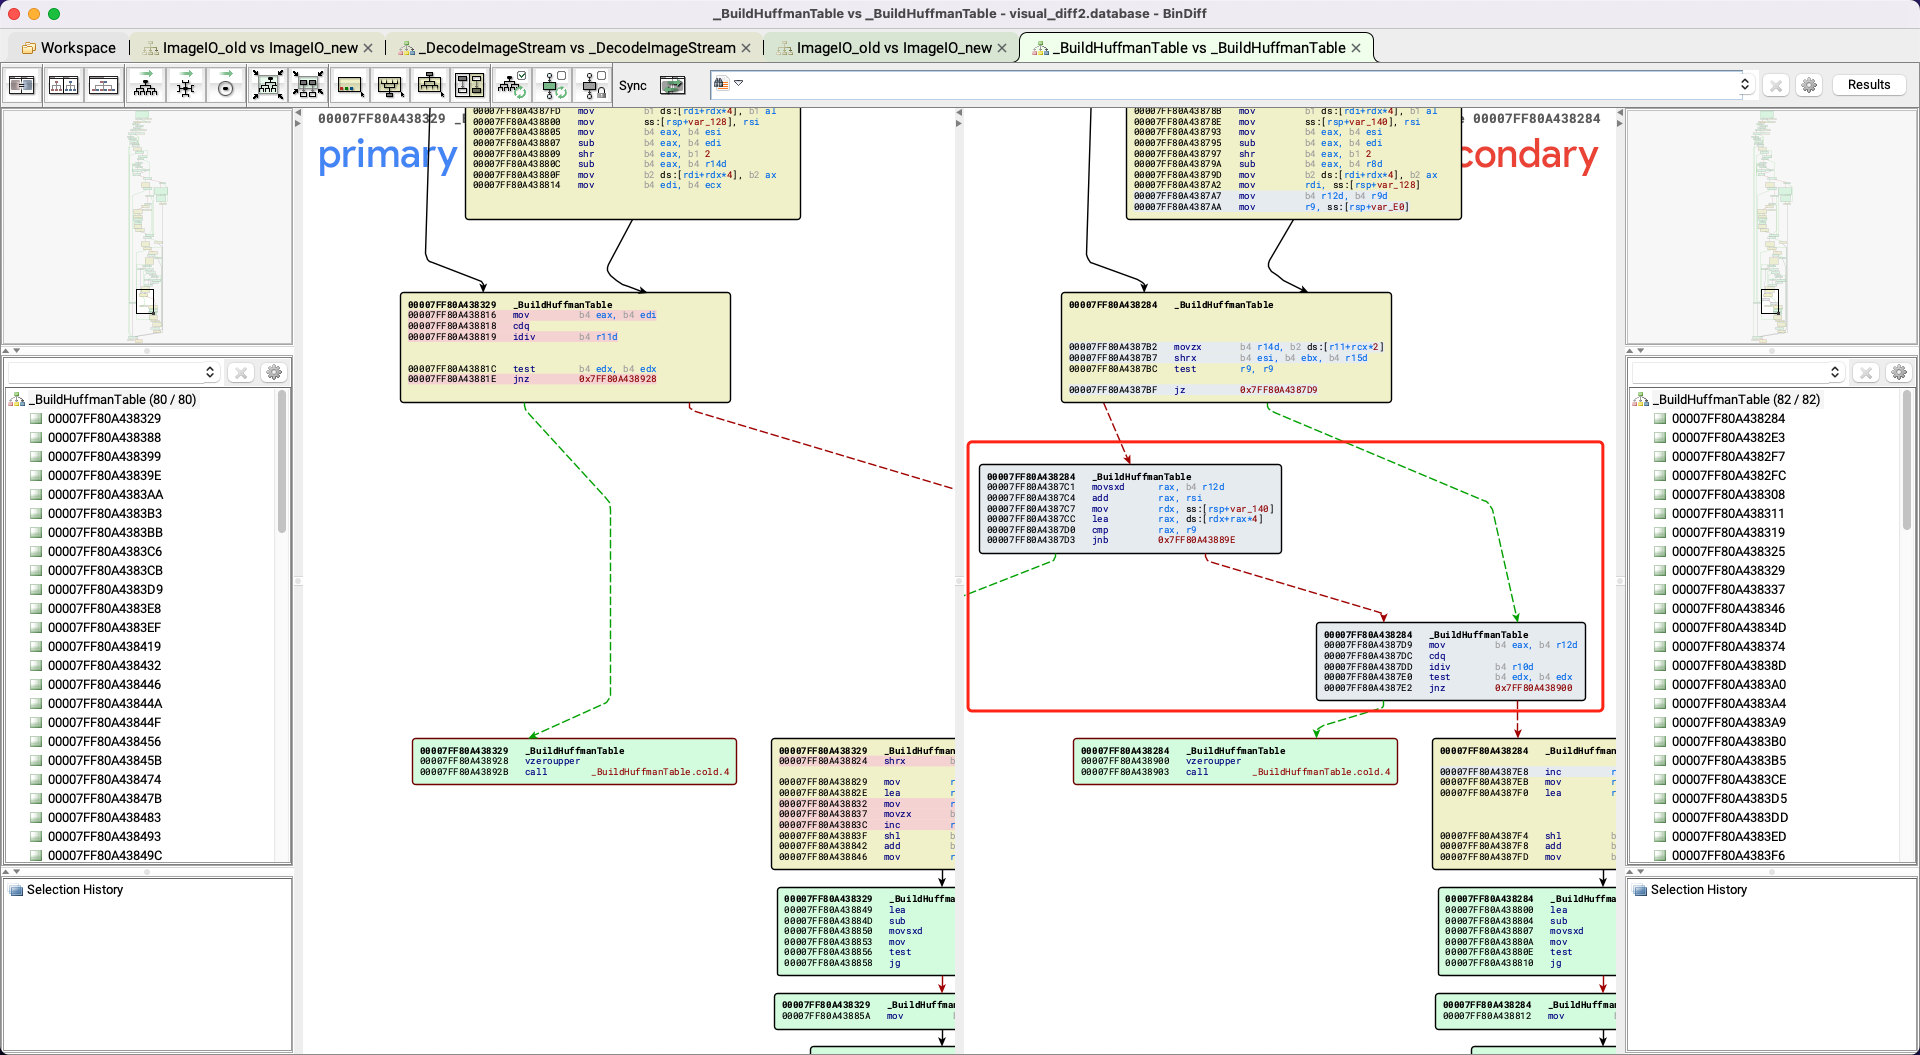 _BuildHuffmanTable vs _BuildHuffmanTable - visual_diff2.database - BinDiff
Workspace
ImageIO_old vs ImageIO_new
_DecodeImageStream vs _DecodeImageStream
ImageIO_old vs ImageIO_new
_BuildHuffmanTable vs _BuildHuffmanTable
Sync
Results
_BuildHuffmanTable (80 / 80)
00007FF80A438329
00007FF80A438388
00007FF80A438399
00007FF80A43839E
00007FF80A4383AA
00007FF80A4383B3
00007FF80A4383BB
00007FF80A4383C6
00007FF80A4383CB
00007FF80A4383D9
00007FF80A4383E8
00007FF80A4383EF
00007FF80A438419
00007FF80A438432
00007FF80A438446
00007FF80A43844A
00007FF80A43844F
00007FF80A438456
00007FF80A43845B
00007FF80A438474
00007FF80A43847B
00007FF80A438483
00007FF80A438493
00007FF80A43849C
Selection History
00007FF80A438329
primary
00007FF80A4387FD mov b1 ds:[rdi+rdx*4], b1 al
00007FF80A438800 mov ss:[rsp+var_128], rsi
00007FF80A438805 mov b4 eax, b4 esi
00007FF80A438807 sub b4 eax, b4 edi
00007FF80A438809 shr b4 eax, b1 2
00007FF80A43880C sub b4 eax, b4 r14d
00007FF80A43880F mov b2 ds:[rdi+rdx*4], b2 ax
00007FF80A438814 mov b4 edi, b4 ecx
00007FF80A438329 _BuildHuffmanTable
00007FF80A438816 mov b4 eax, b4 edi
00007FF80A438818 cdq
00007FF80A438819 idiv b4 r11d
00007FF80A43881C test b4 edx, b4 edx
00007FF80A43881E jnz 0x7FF80A438928
00007FF80A438329 _BuildHuffmanTable
00007FF80A438928 vzeroupper
00007FF80A43892B call _BuildHuffmanTable.cold.4
00007FF80A438329 _BuildHuffman
00007FF80A438824 shrx b
00007FF80A438829 mov r
00007FF80A43882E lea r
00007FF80A438832 mov r
00007FF80A438837 movzx b
00007FF80A43883C inc r
00007FF80A43883F shl b
00007FF80A438842 add b
00007FF80A438846 mov r
00007FF80A438329 _BuildHuffma
00007FF80A438849 lea
00007FF80A43884D sub
00007FF80A438850 movsxd
00007FF80A438853 mov
00007FF80A438856 test
00007FF80A438858 jg
00007FF80A438329 _BuildHuffma
00007FF80A43885A mov
00007FF80A438284
condary
00007FF80A43878B mov b1 ds:[rdi+rdx*4], b1 al
00007FF80A43878E mov ss:[rsp+var_140], rsi
00007FF80A438793 mov b4 eax, b4 esi
00007FF80A438795 sub b4 eax, b4 edi
00007FF80A438797 shr b4 eax, b1 2
00007FF80A43879A sub b4 eax, b4 r8d
00007FF80A43879D mov b2 ds:[rdi+rdx*4], b2 ax
00007FF80A4387A2 mov rdi, ss:[rsp+var_128]
00007FF80A4387A7 mov b4 r12d, b4 r9d
00007FF80A4387AA mov r9, ss:[rsp+var_E0]
00007FF80A438284 _BuildHuffmanTable
00007FF80A4387B2 movzx b4 r14d, b2 ds:[r11+rcx*2]
00007FF80A4387B7 shrx b4 esi, b4 ebx, b4 r15d
00007FF80A4387BC test r9, r9
00007FF80A4387BF jz 0x7FF80A4387D9
00007FF80A438284 _BuildHuffmanTable
00007FF80A4387C1 movsxd rax, b4 r12d
00007FF80A4387C4 add rax, rsi
00007FF80A4387C7 mov rdx, ss:[rsp+var_140]
00007FF80A4387CC lea rax, ds:[rdx+rax*4]
00007FF80A4387D0 cmp rax, r9
00007FF80A4387D3 jnb 0x7FF80A43889E
00007FF80A438284 _BuildHuffmanTable
00007FF80A4387D9 mov b4 eax, b4 r12d
00007FF80A4387DC cdq
00007FF80A4387DD idiv b4 r10d
00007FF80A4387E0 test b4 edx, b4 edx
00007FF80A4387E2 jnz 0x7FF80A438900
00007FF80A438284 _BuildHuffmanTable
00007FF80A438900 vzeroupper
00007FF80A438903 call _BuildHuffmanTable.cold.4
00007FF80A438284 _BuildHuffman
00007FF80A4387E8 inc r
00007FF80A4387EB mov r
00007FF80A4387F0 lea r
00007FF80A4387F4 shl b
00007FF80A4387F8 add b
00007FF80A4387FD mov b
00007FF80A438284 _BuildHuffma
00007FF80A438800 lea
00007FF80A438804 sub
00007FF80A438807 movsxd
00007FF80A43880A mov
00007FF80A43880E test
00007FF80A438810 jg
00007FF80A438284 _BuildHuffma
00007FF80A438812 mov
_BuildHuffmanTable (82 / 82)
00007FF80A438284
00007FF80A4382E3
00007FF80A4382F7
00007FF80A4382FC
00007FF80A438308
00007FF80A438311
00007FF80A438319
00007FF80A438325
00007FF80A438329
00007FF80A438337
00007FF80A438346
00007FF80A43834D
00007FF80A438374
00007FF80A43838D
00007FF80A4383A0
00007FF80A4383A4
00007FF80A4383A9
00007FF80A4383B0
00007FF80A4383B5
00007FF80A4383CE
00007FF80A4383D5
00007FF80A4383DD
00007FF80A4383ED
00007FF80A4383F6
Selection History